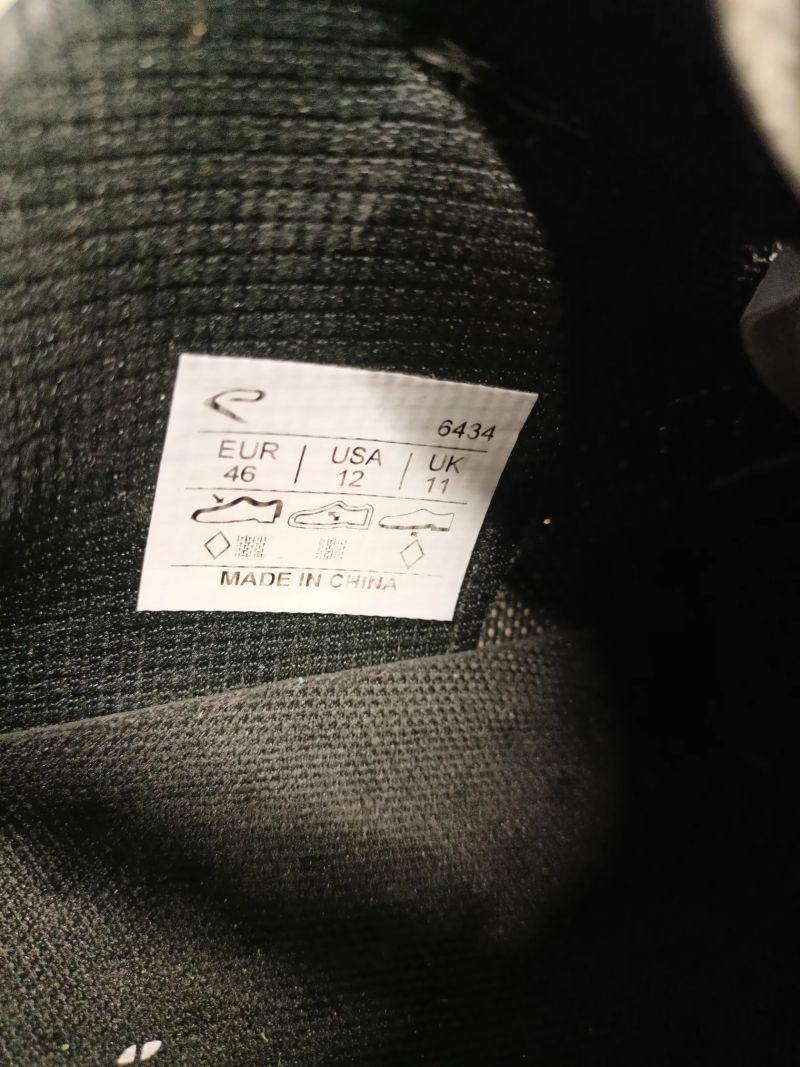 6434
EUR | USA | UK
46 12 11
MADE IN CHINA